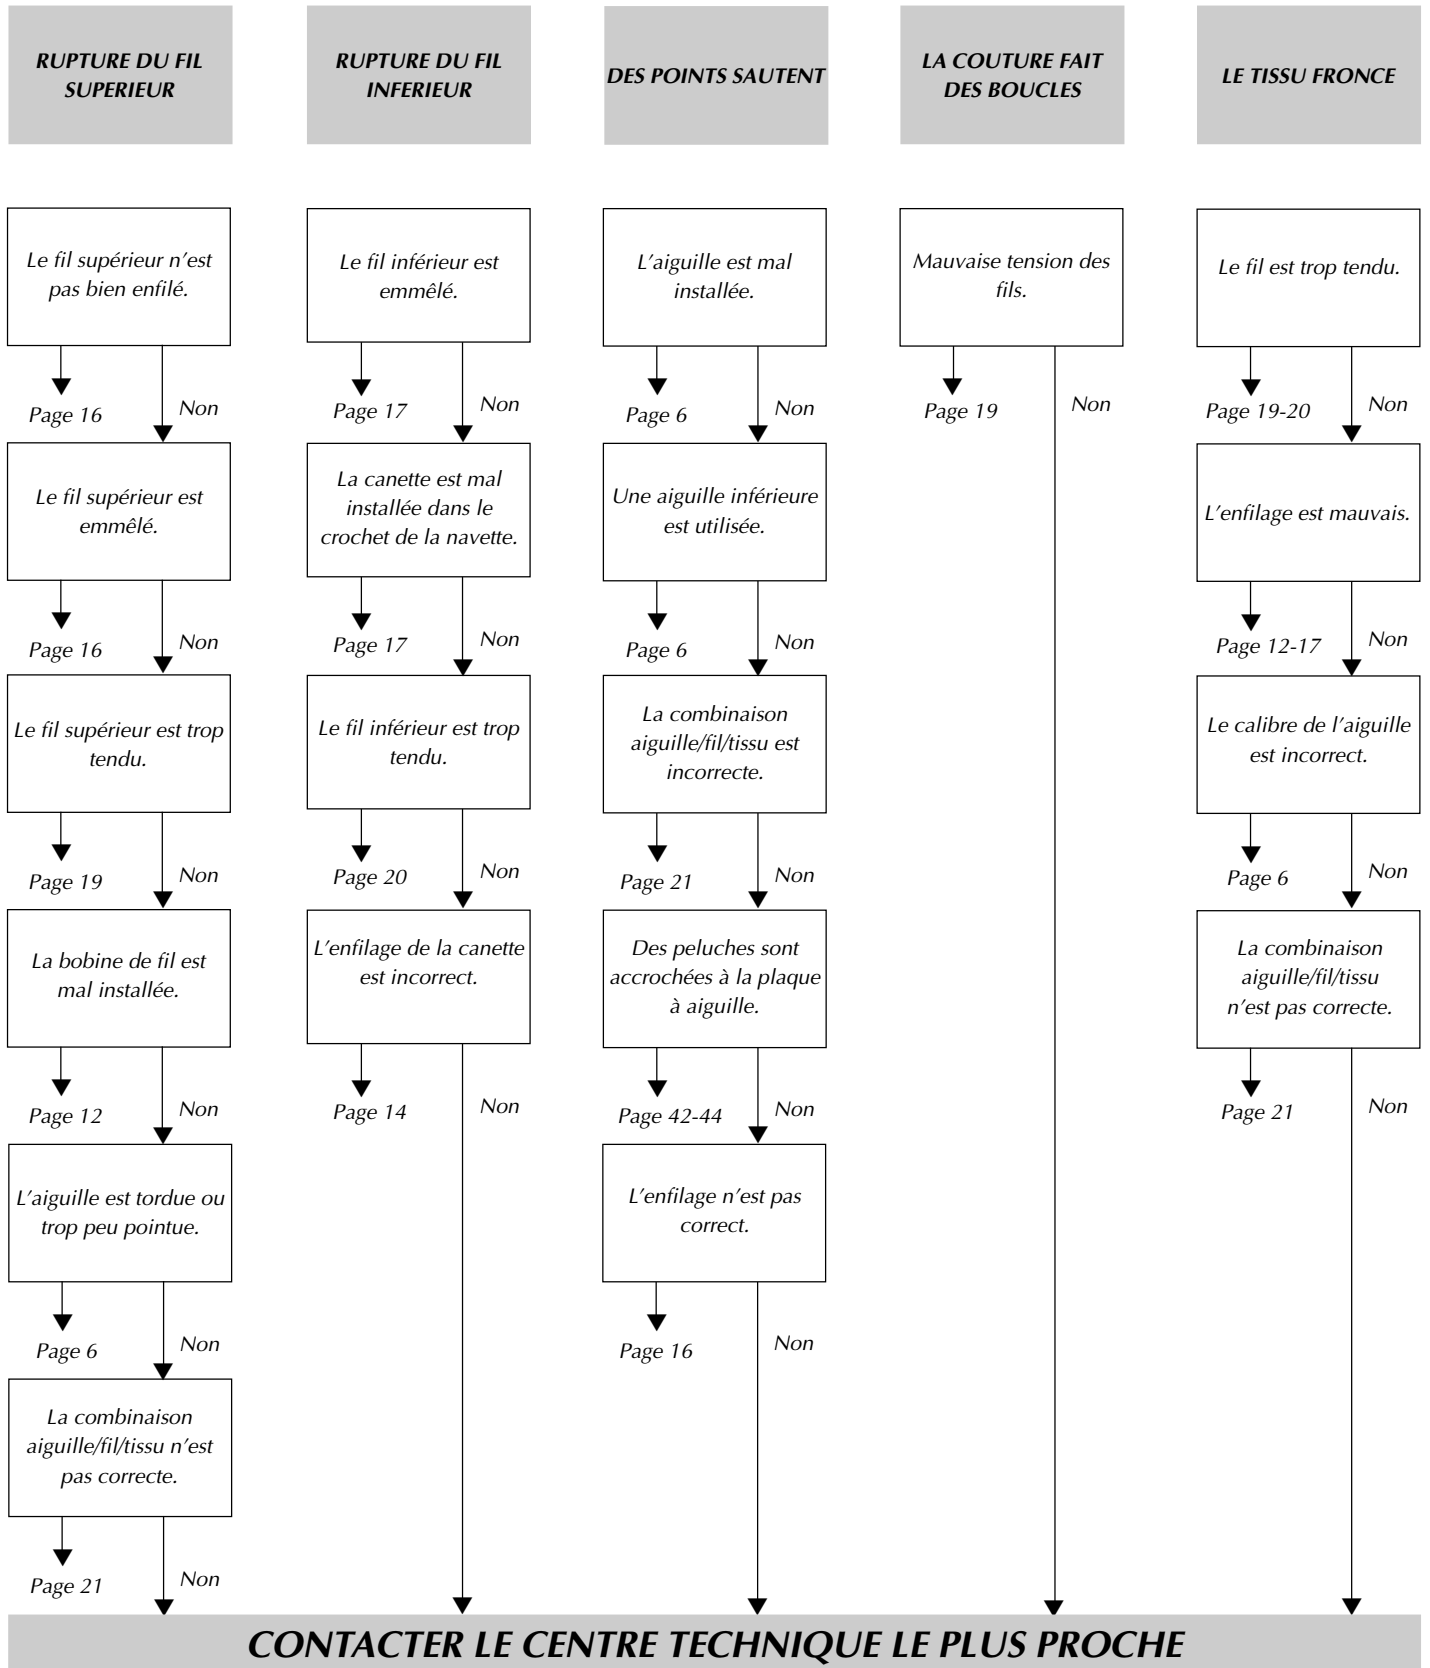 RUPTURE DU FIL
SUPERIEUR
Le fil supérieur n'est
pas bien enfilé.
Page 16
Non
Le fil supérieur est
emmêlé.
Page 16
Non
Le fil supérieur est trop
tendu.
Page 19
Non
La bobine de fil est
mal installée.
Page 12
Non
L'aiguille est tordue ou
trop peu pointue.
Page 6
Non
La combinaison
aiguille/fil/tissu n'est
pas correcte.
Page 21
Non
RUPTURE DU FIL
INFERIEUR
Le fil inférieur est
emmêlé.
Page 17
Non
La canette est mal
installée dans le
crochet de la navette.
Page 17
Non
Le fil inférieur est trop
tendu.
Page 20
Non
L'enfilage de la canette
est incorrect.
Page 14
Non
DES POINTS SAUTENT
L'aiguille est mal
installée.
Page 6
Non
Une aiguille inférieure
est utilisée.
Page 6
Non
La combinaison
aiguille/fil/tissu est
incorrecte.
Page 21
Non
Des peluches sont
accrochées à la plaque
à aiguille.
Page 42-44
Non
L'enfilage n'est pas
correct.
Page 16
Non
LA COUTURE FAIT
DES BOUCLES
Mauvaise tension des
fils.
Page 19
Non
LE TISSU FRONCE
Le fil est trop tendu.
Page 19-20
Non
L'enfilage est mauvais.
Page 12-17
Non
Le calibre de l'aiguille
est incorrect.
Page 6
Non
La combinaison
aiguille/fil/tissu
n'est pas correcte.
Page 21
Non
CONTACTER LE CENTRE TECHNIQUE LE PLUS PROCHE